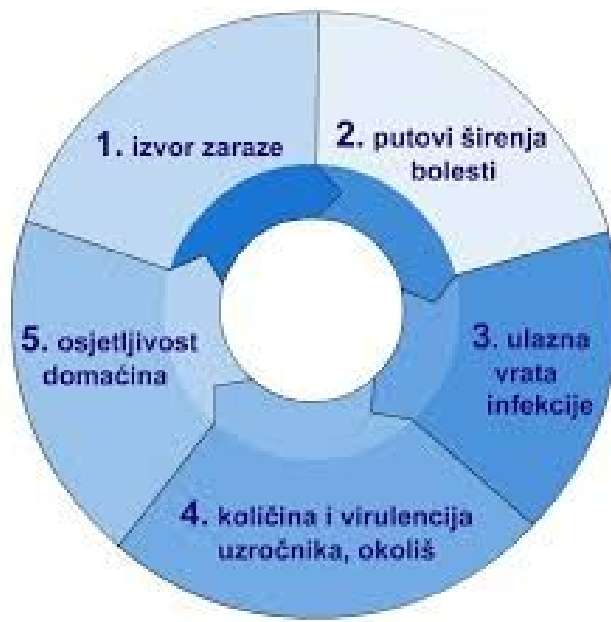 1. izvor zaraze
2. putovi širenja
bolesti
3. ulazna
vrata
infekcije
4. količina i virulencija
uzročnika, okoliš
5. osjetljivost
domaćina